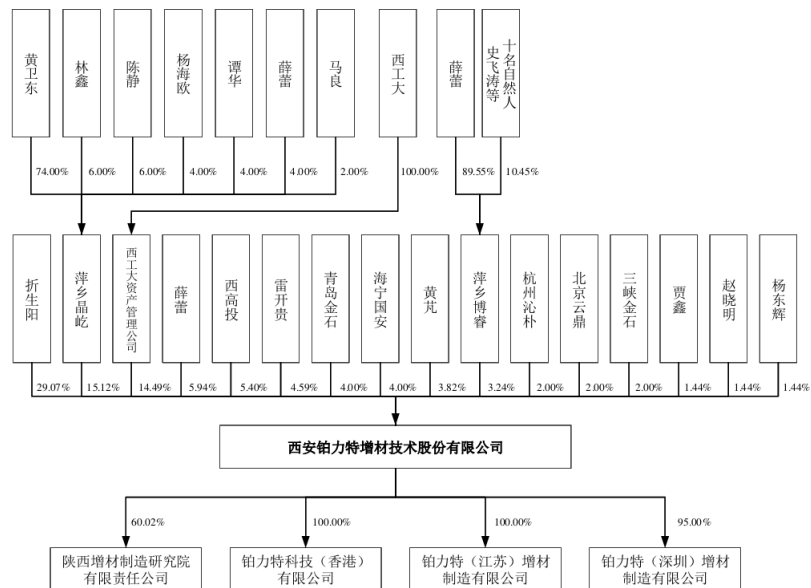 黄卫东
林鑫
陈静
杨海欧
谭华
薛蕾
马良
西工大
薛蕾
十名自然人
史飞涛等
74.00%
6.00%
6.00%
4.00%
4.00%
4.00%
2.00%
100.00%
89.55%
10.45%
折生阳
萍乡晶屹
西工大资产管理公司
薛蕾
西高投
雷开贵
青岛金石
海宁国安
黄芃
萍乡博睿
杭州沁朴
北京云鼎
三峡金石
贾鑫
赵晓明
杨东辉
29.07%
15.12%
14.49%
5.94%
5.40%
4.59%
4.00%
4.00%
3.82%
3.24%
2.00%
2.00%
2.00%
1.44%
1.44%
1.44%
西安铂力特增材技术股份有限公司
60.02%
100.00%
100.00%
95.00%
陕西增材制造研究院
有限责任公司
铂力特科技（香港）
有限公司
铂力特（江苏）增材
制造有限公司
铂力特（深圳）增材
制造有限公司